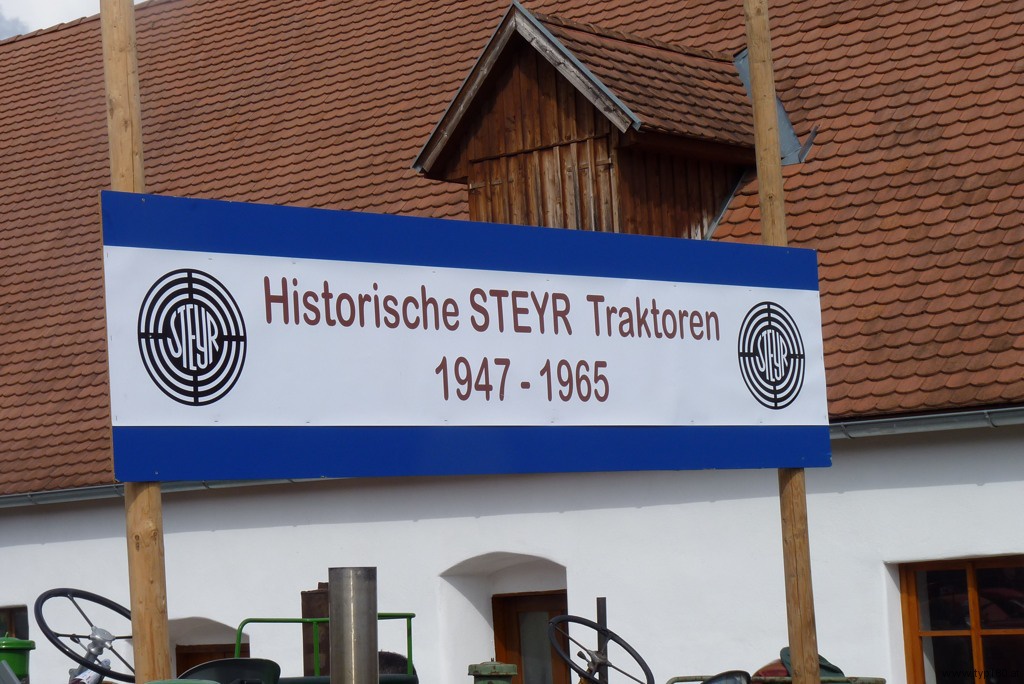 Historische STEYR Traktoren
1947 - 1965
STEYR
STEYR